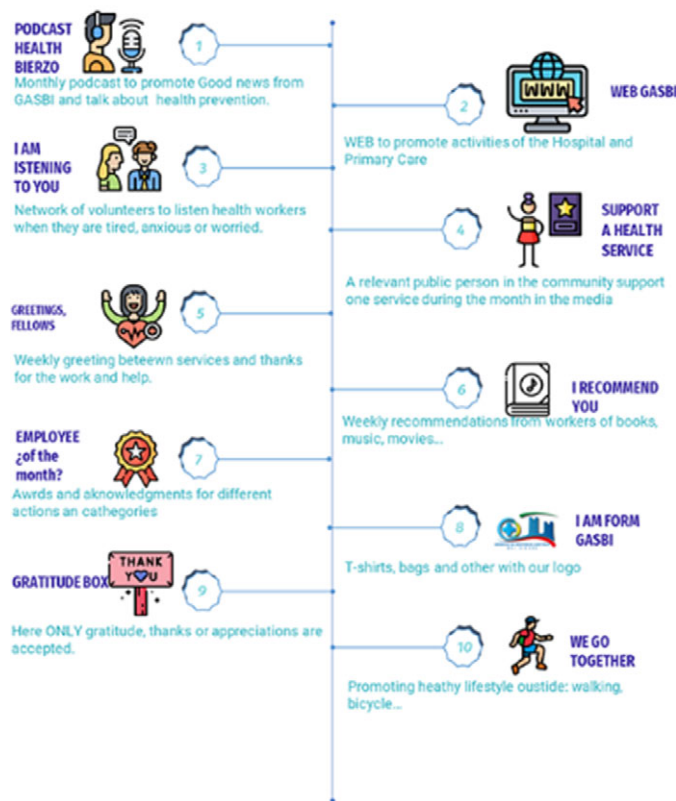 PODCAST
HEALTH
BIERZO
1
Monthly podcast to promote Good news from
GASBI and talk about health prevention.
WWW
2
WEB GASBI
WEB to promote activities of the Hospital and
Primary Care
I AM
ISTENING
TO YOU
3
Network of volunteers to listen health workers
when they are tired, anxious or worried.
4
SUPPORT
A HEALTH
SERVICE
A relevant public person in the community support
one service during the month in the media
GREETINGS,
FELLOWS
5
Weekly greeting beteewn services and thanks
for the work and help.
6
I RECOMMEND
YOU
Weekly recommendations from workers of books,
music, movies...
EMPLOYEE
¿of the
month?
7
Awrds and aknowledgments for different
actions an cathegories
8
I AM FORM
GASBI
T-shirts, bags and other with our logo
THANK
YOU
GRATITUDE BOX
9
Here ONLY gratitude, thanks or appreciations are
accepted.
10
WE GO
TOGETHER
Promoting heathy lifestyle oustide: walking,
bicycle...